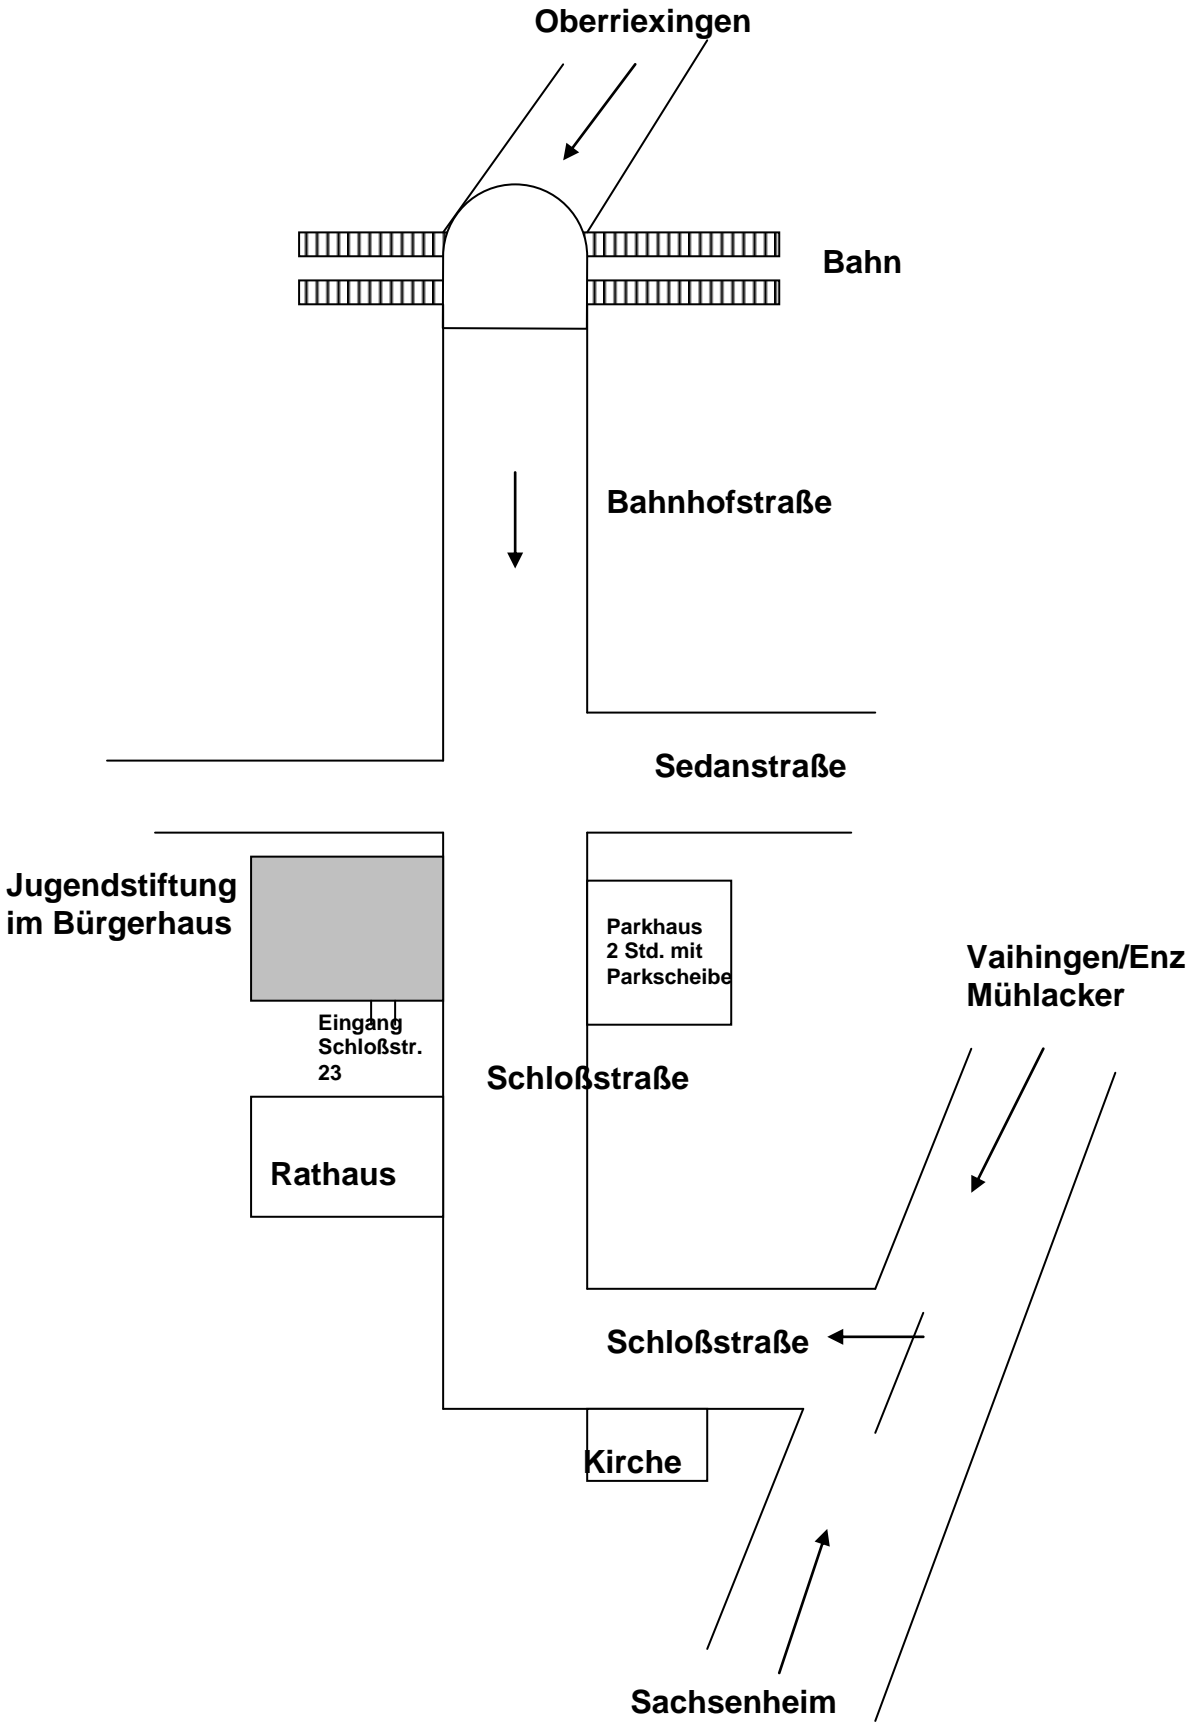 Oberriexingen
Bahn
Bahnhofstraße
Sedanstraße
Jugendstiftung
im Bürgerhaus
Parkhaus
2 Std. mit
Parkscheibe
Vaihingen/Enz
Mühlacker
Eingang
Schloßstr.
23
Schloßstraße
Rathaus
Schloßstraße
Kirche
Sachsenheim